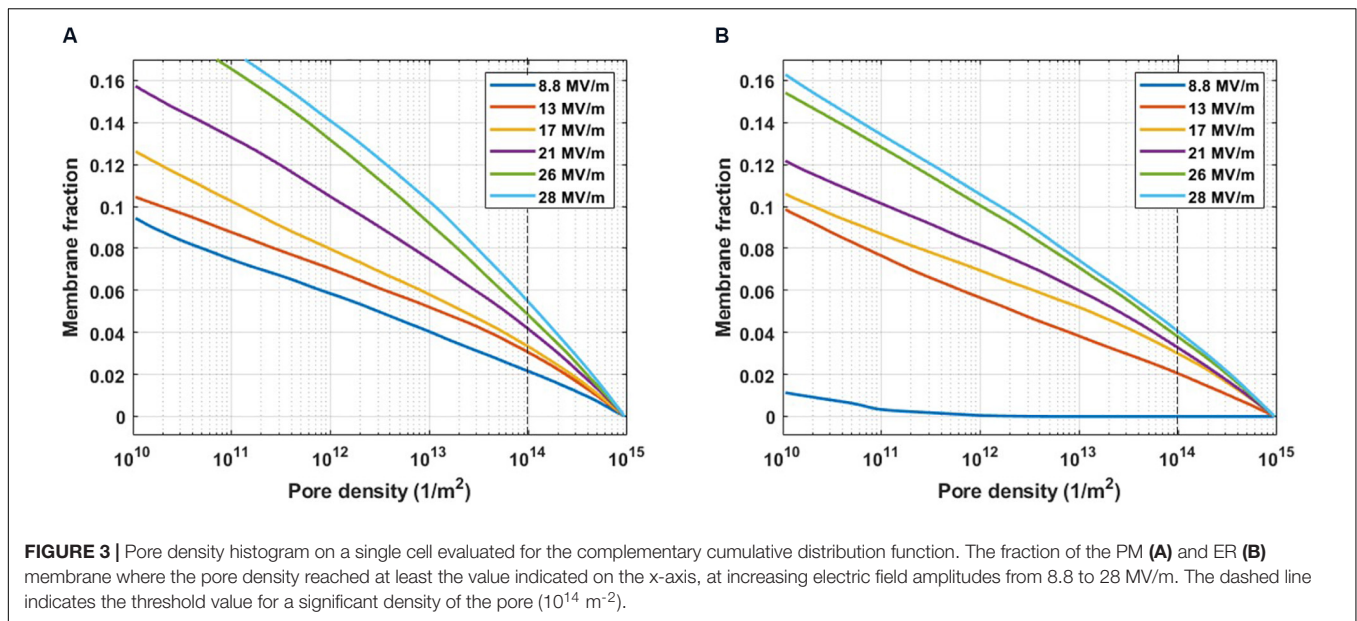 A
0.16
0.14
0.12
0.1
0.08
0.06
0.04
0.02
0
Membrane fraction
8.8 MV/m
13 MV/m
17 MV/m
21 MV/m
26 MV/m
28 MV/m
10^10 10^11 10^12 10^13 10^14 10^15
Pore density (1/m^2)
B
0.16
0.14
0.12
0.1
0.08
0.06
0.04
0.02
0
Membrane fraction
8.8 MV/m
13 MV/m
17 MV/m
21 MV/m
26 MV/m
28 MV/m
10^10 10^11 10^12 10^13 10^14 10^15
Pore density (1/m^2)
FIGURE 3 | Pore density histogram on a single cell evaluated for the complementary cumulative distribution function. The fraction of the PM (A) and ER (B)
membrane where the pore density reached at least the value indicated on the x-axis, at increasing electric field amplitudes from 8.8 to 28 MV/m. The dashed line
indicates the threshold value for a significant density of the pore (10^14 m^-2).